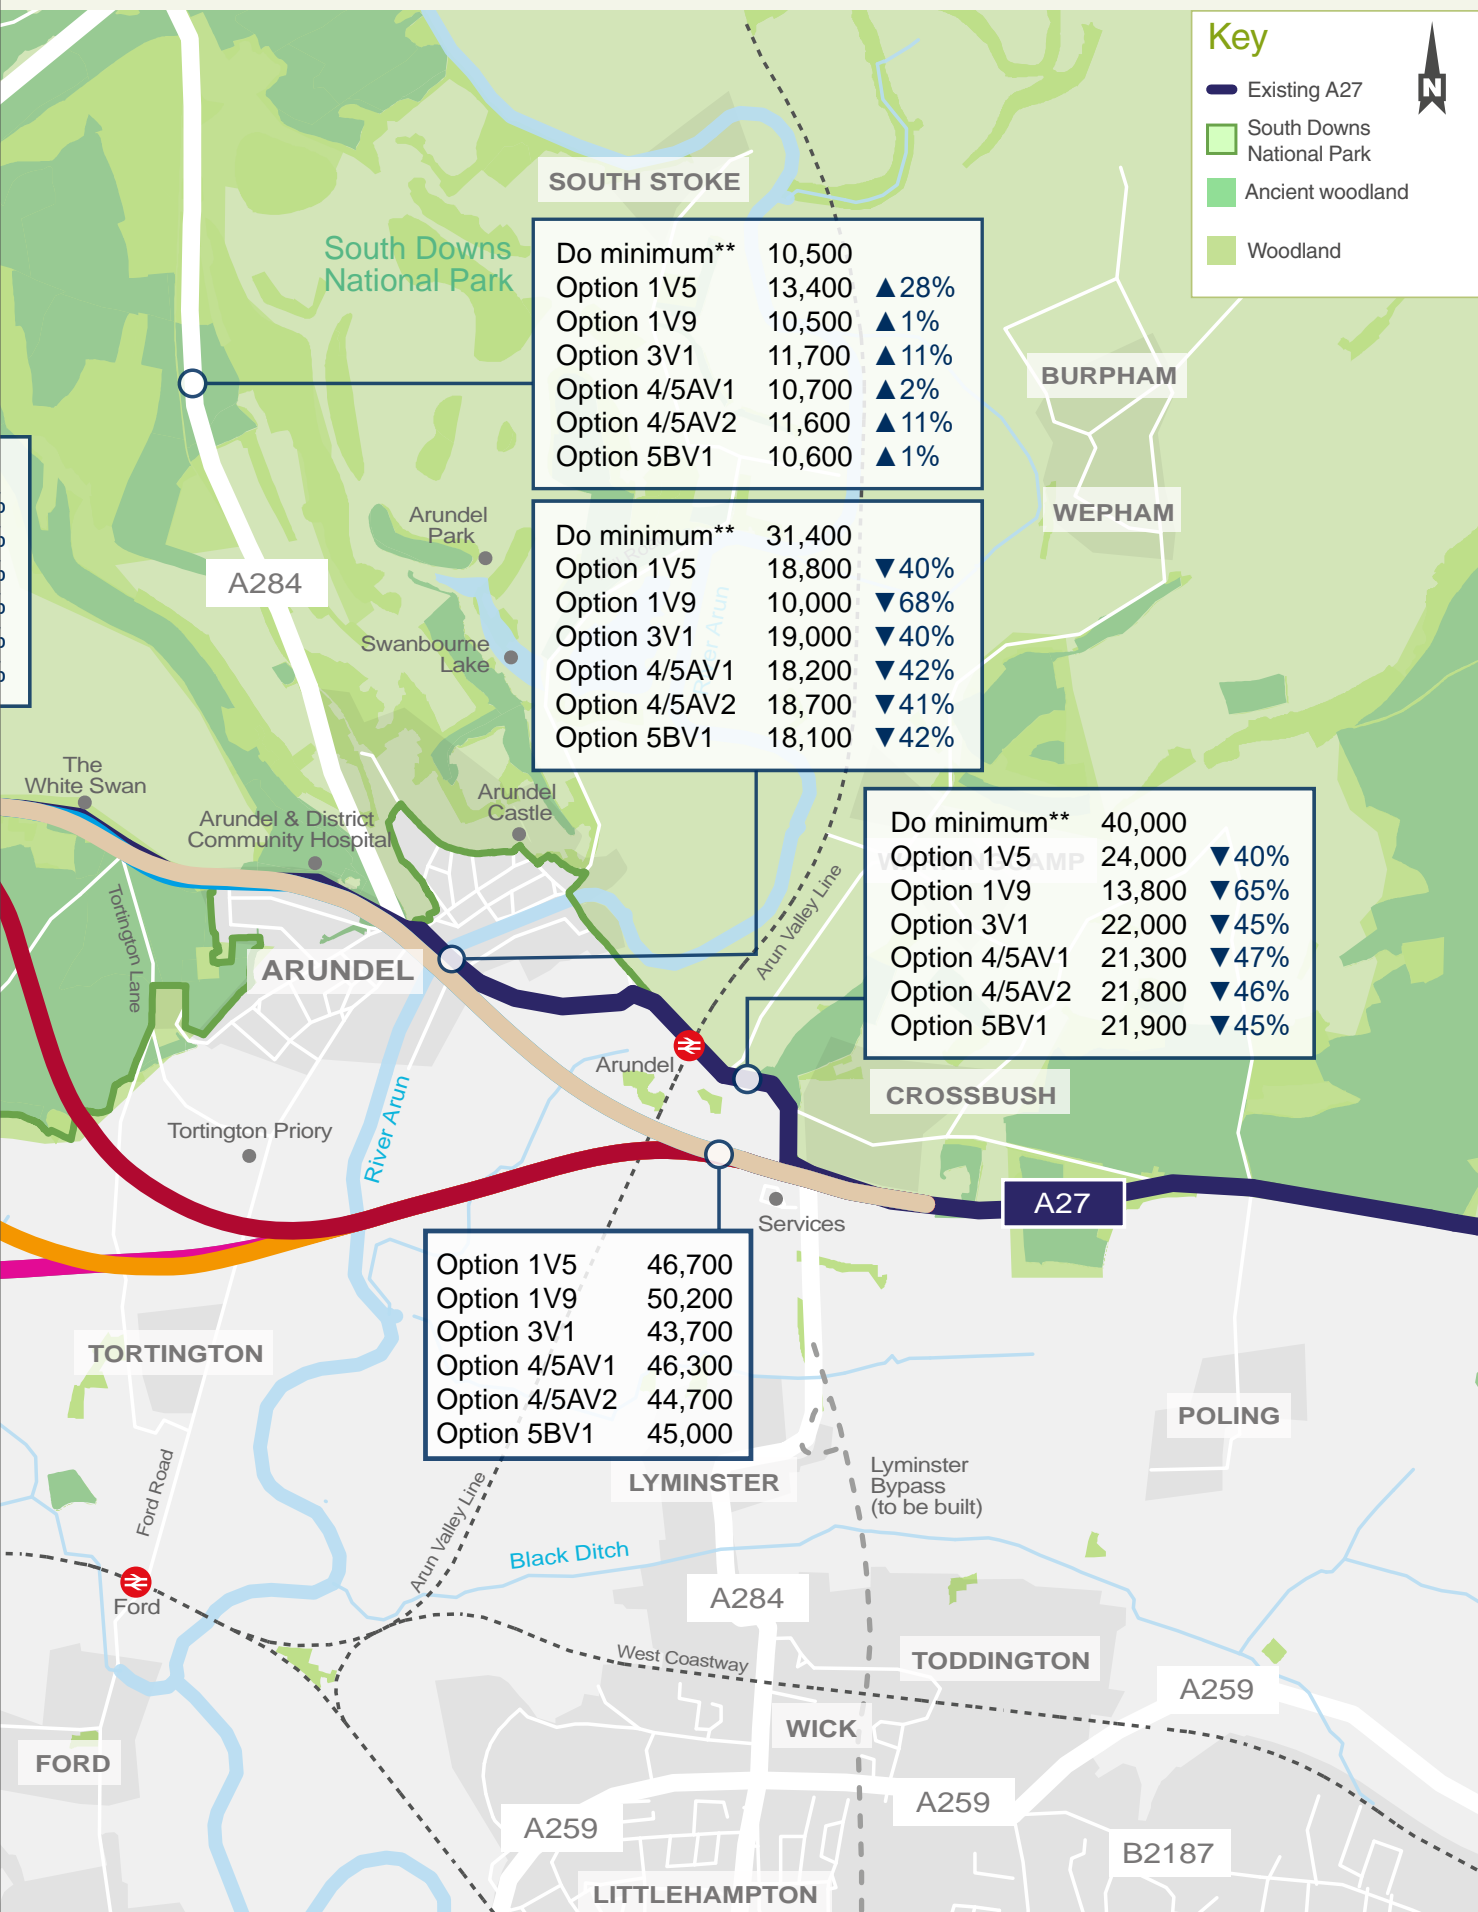 Key
N
Existing A27
South Downs
National Park
Ancient woodland
Woodland
SOUTH STOKE
South Downs
National Park
Do minimum** 10,500
Option 1V5 13,400 ▲28%
Option 1V9 10,500 ▲1%
Option 3V1 11,700 ▲11%
Option 4/5AV1 10,700 ▲2%
Option 4/5AV2 11,600 ▲11%
Option 5BV1 10,600 ▲1%
BURPHAM
WEPHAM
Arundel
Park
A284
Swanbourne
Lake
Do minimum** 31,400
Option 1V5 18,800 ▼40%
Option 1V9 10,000 ▼68%
Option 3V1 19,000 ▼40%
Option 4/5AV1 18,200 ▼42%
Option 4/5AV2 18,700 ▼41%
Option 5BV1 18,100 ▼42%
The
White Swan
Arundel & District
Community Hospital
Arundel
Castle
Do minimum** 40,000
Option 1V5 24,000 ▼40%
Option 1V9 13,800 ▼65%
Option 3V1 22,000 ▼45%
Option 4/5AV1 21,300 ▼47%
Option 4/5AV2 21,800 ▼46%
Option 5BV1 21,900 ▼45%
Tortington Lane
ARUNDEL
Arun Valley Line
Arundel
CROSSBUSH
River Arun
Tortington Priory
A27
Services
Option 1V5 46,700
Option 1V9 50,200
Option 3V1 43,700
Option 4/5AV1 46,300
Option 4/5AV2 44,700
Option 5BV1 45,000
TORTINGTON
POLING
LYMINSTER
Lyminster
Bypass
(to be built)
Ford Road
Arun Valley Line
Black Ditch
Ford
A284
West Coastway
TODDINGTON
A259
WICK
FORD
A259
A259
B2187
LITTLEHAMPTON